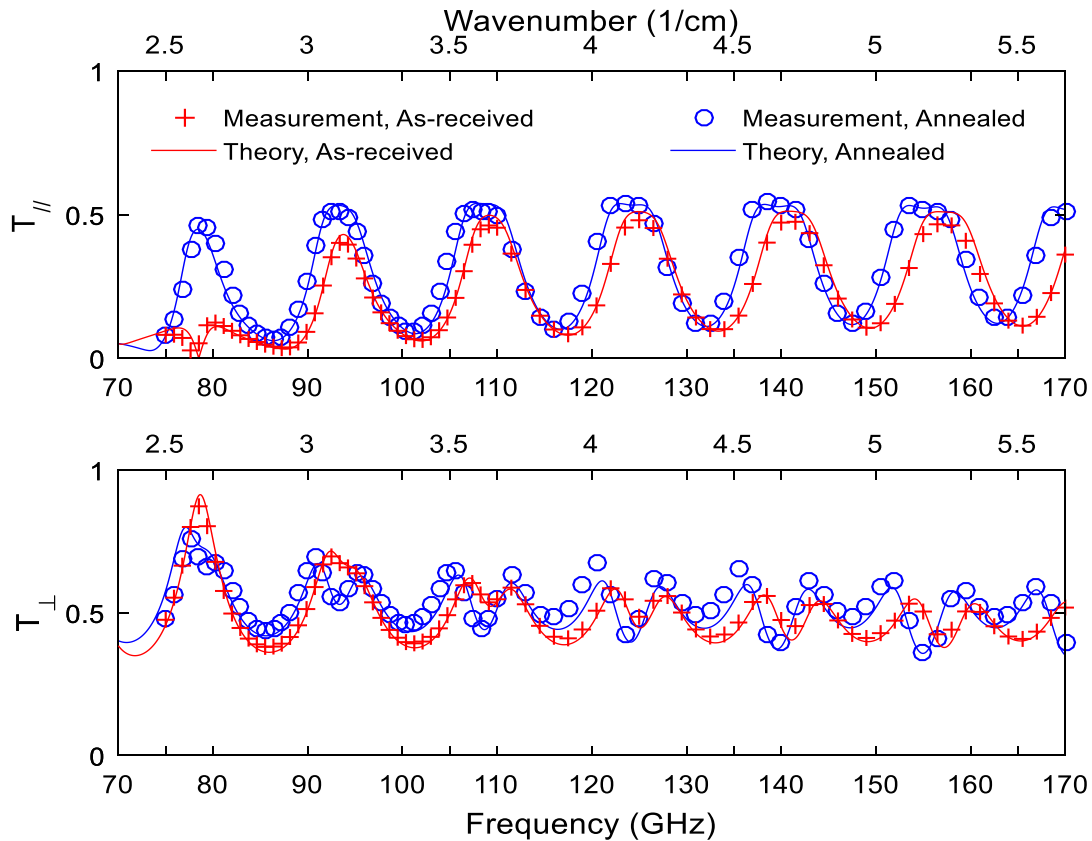 Wavenumber (1/cm)
2.5 3 3.5 4 4.5 5 5.5
1
Measurement, As-received Measurement, Annealed
Theory, As-received Theory, Annealed
T//
0.5
0
70 80 90 100 110 120 130 140 150 160 170
2.5 3 3.5 4 4.5 5 5.5
1
T⊥
0.5
0
70 80 90 100 110 120 130 140 150 160 170
Frequency (GHz)